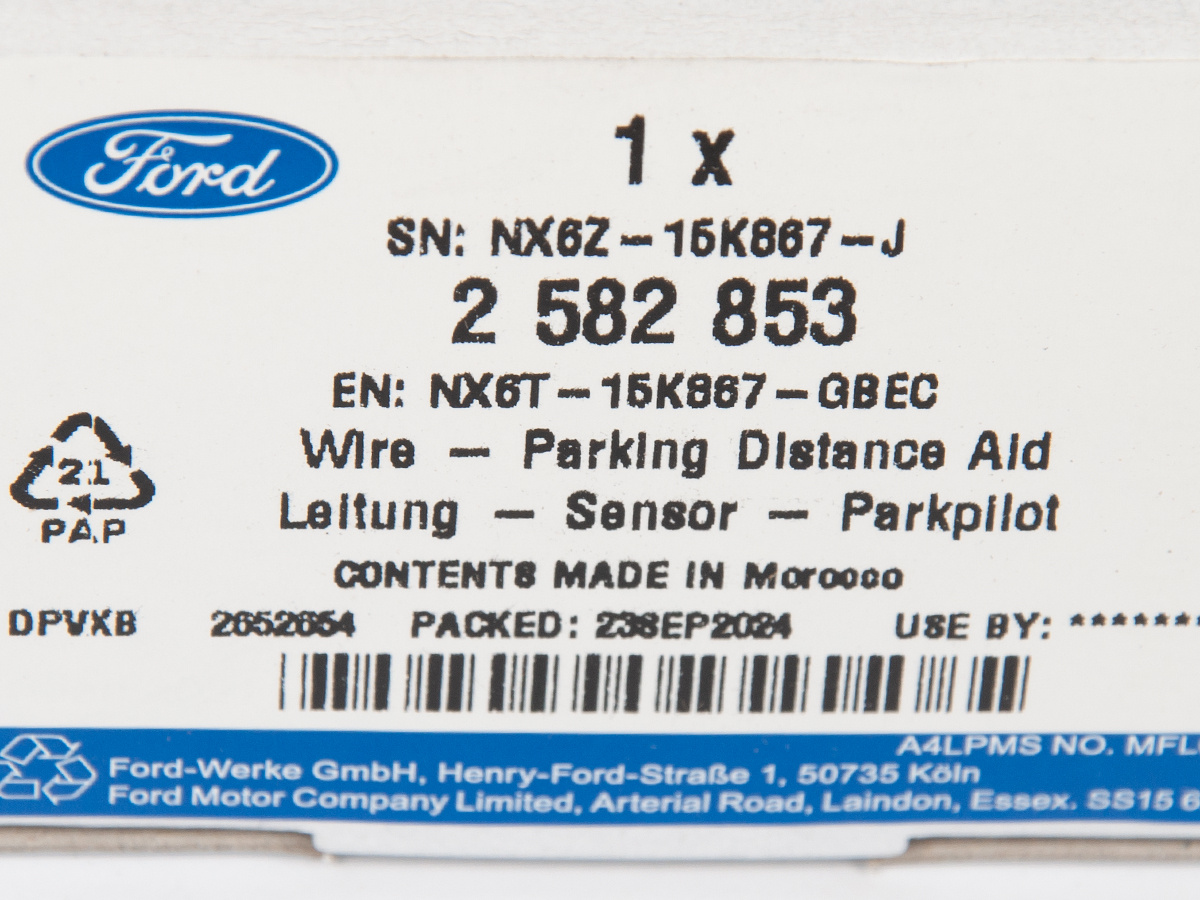 Ford
1 x
SN: NX6Z-15K867-J
2 582 853
EN: NX6T-15K867-GBEC
Wire - Parking Distance Aid
Leitung - Sensor - Parkpilot
21
PAP
CONTENTS MADE IN Morocco
DPVXB 2652654 PACKED: 23SEP2024 USE BY: *******
A4LPMS NO. MFL
Ford-Werke GmbH, Henry-Ford-Straße 1, 50735 Köln
Ford Motor Company Limited, Arterial Road, Laindon, Essex. SS15 6